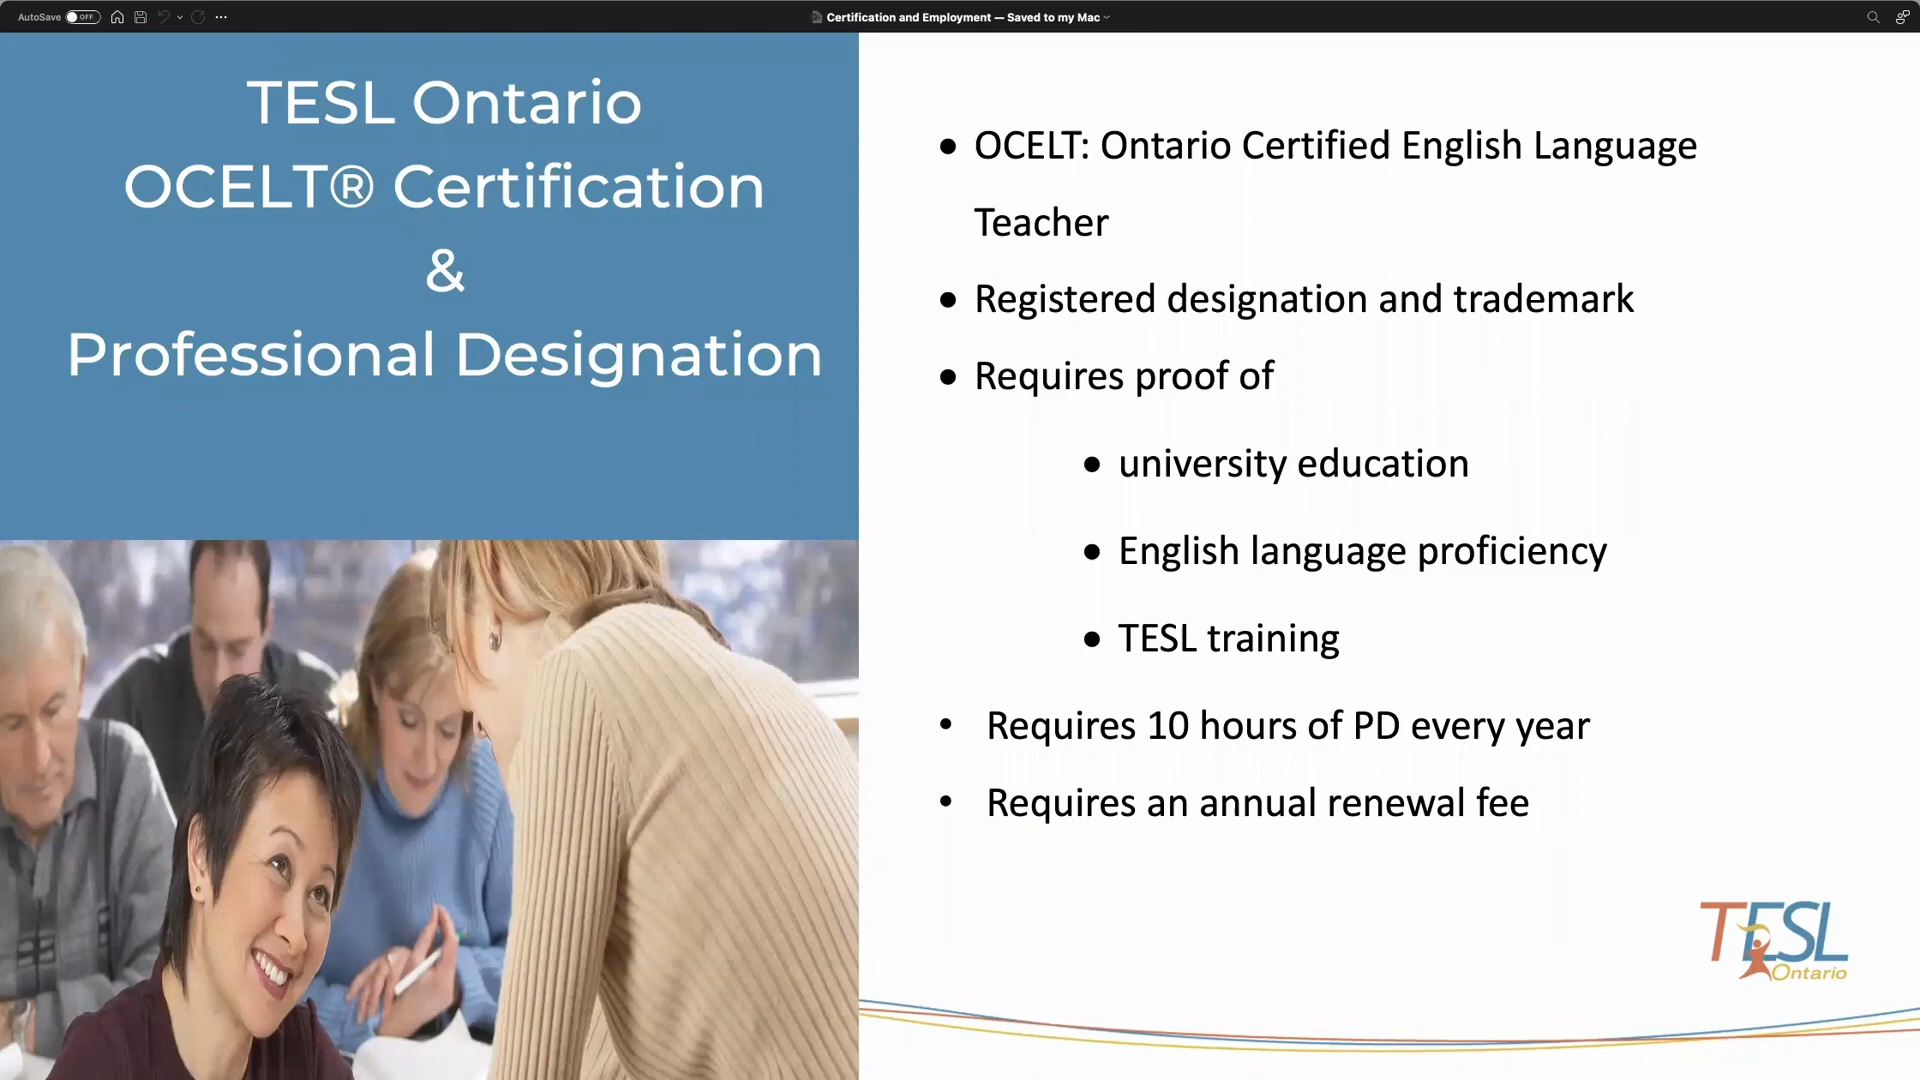 AutoSave OFF
Certification and Employment — Saved to my Mac
TESL Ontario
OCELT® Certification
&
Professional Designation
• OCELT: Ontario Certified English Language
Teacher
• Registered designation and trademark
• Requires proof of
• university education
• English language proficiency
• TESL training
• Requires 10 hours of PD every year
• Requires an annual renewal fee
TESL
Ontario